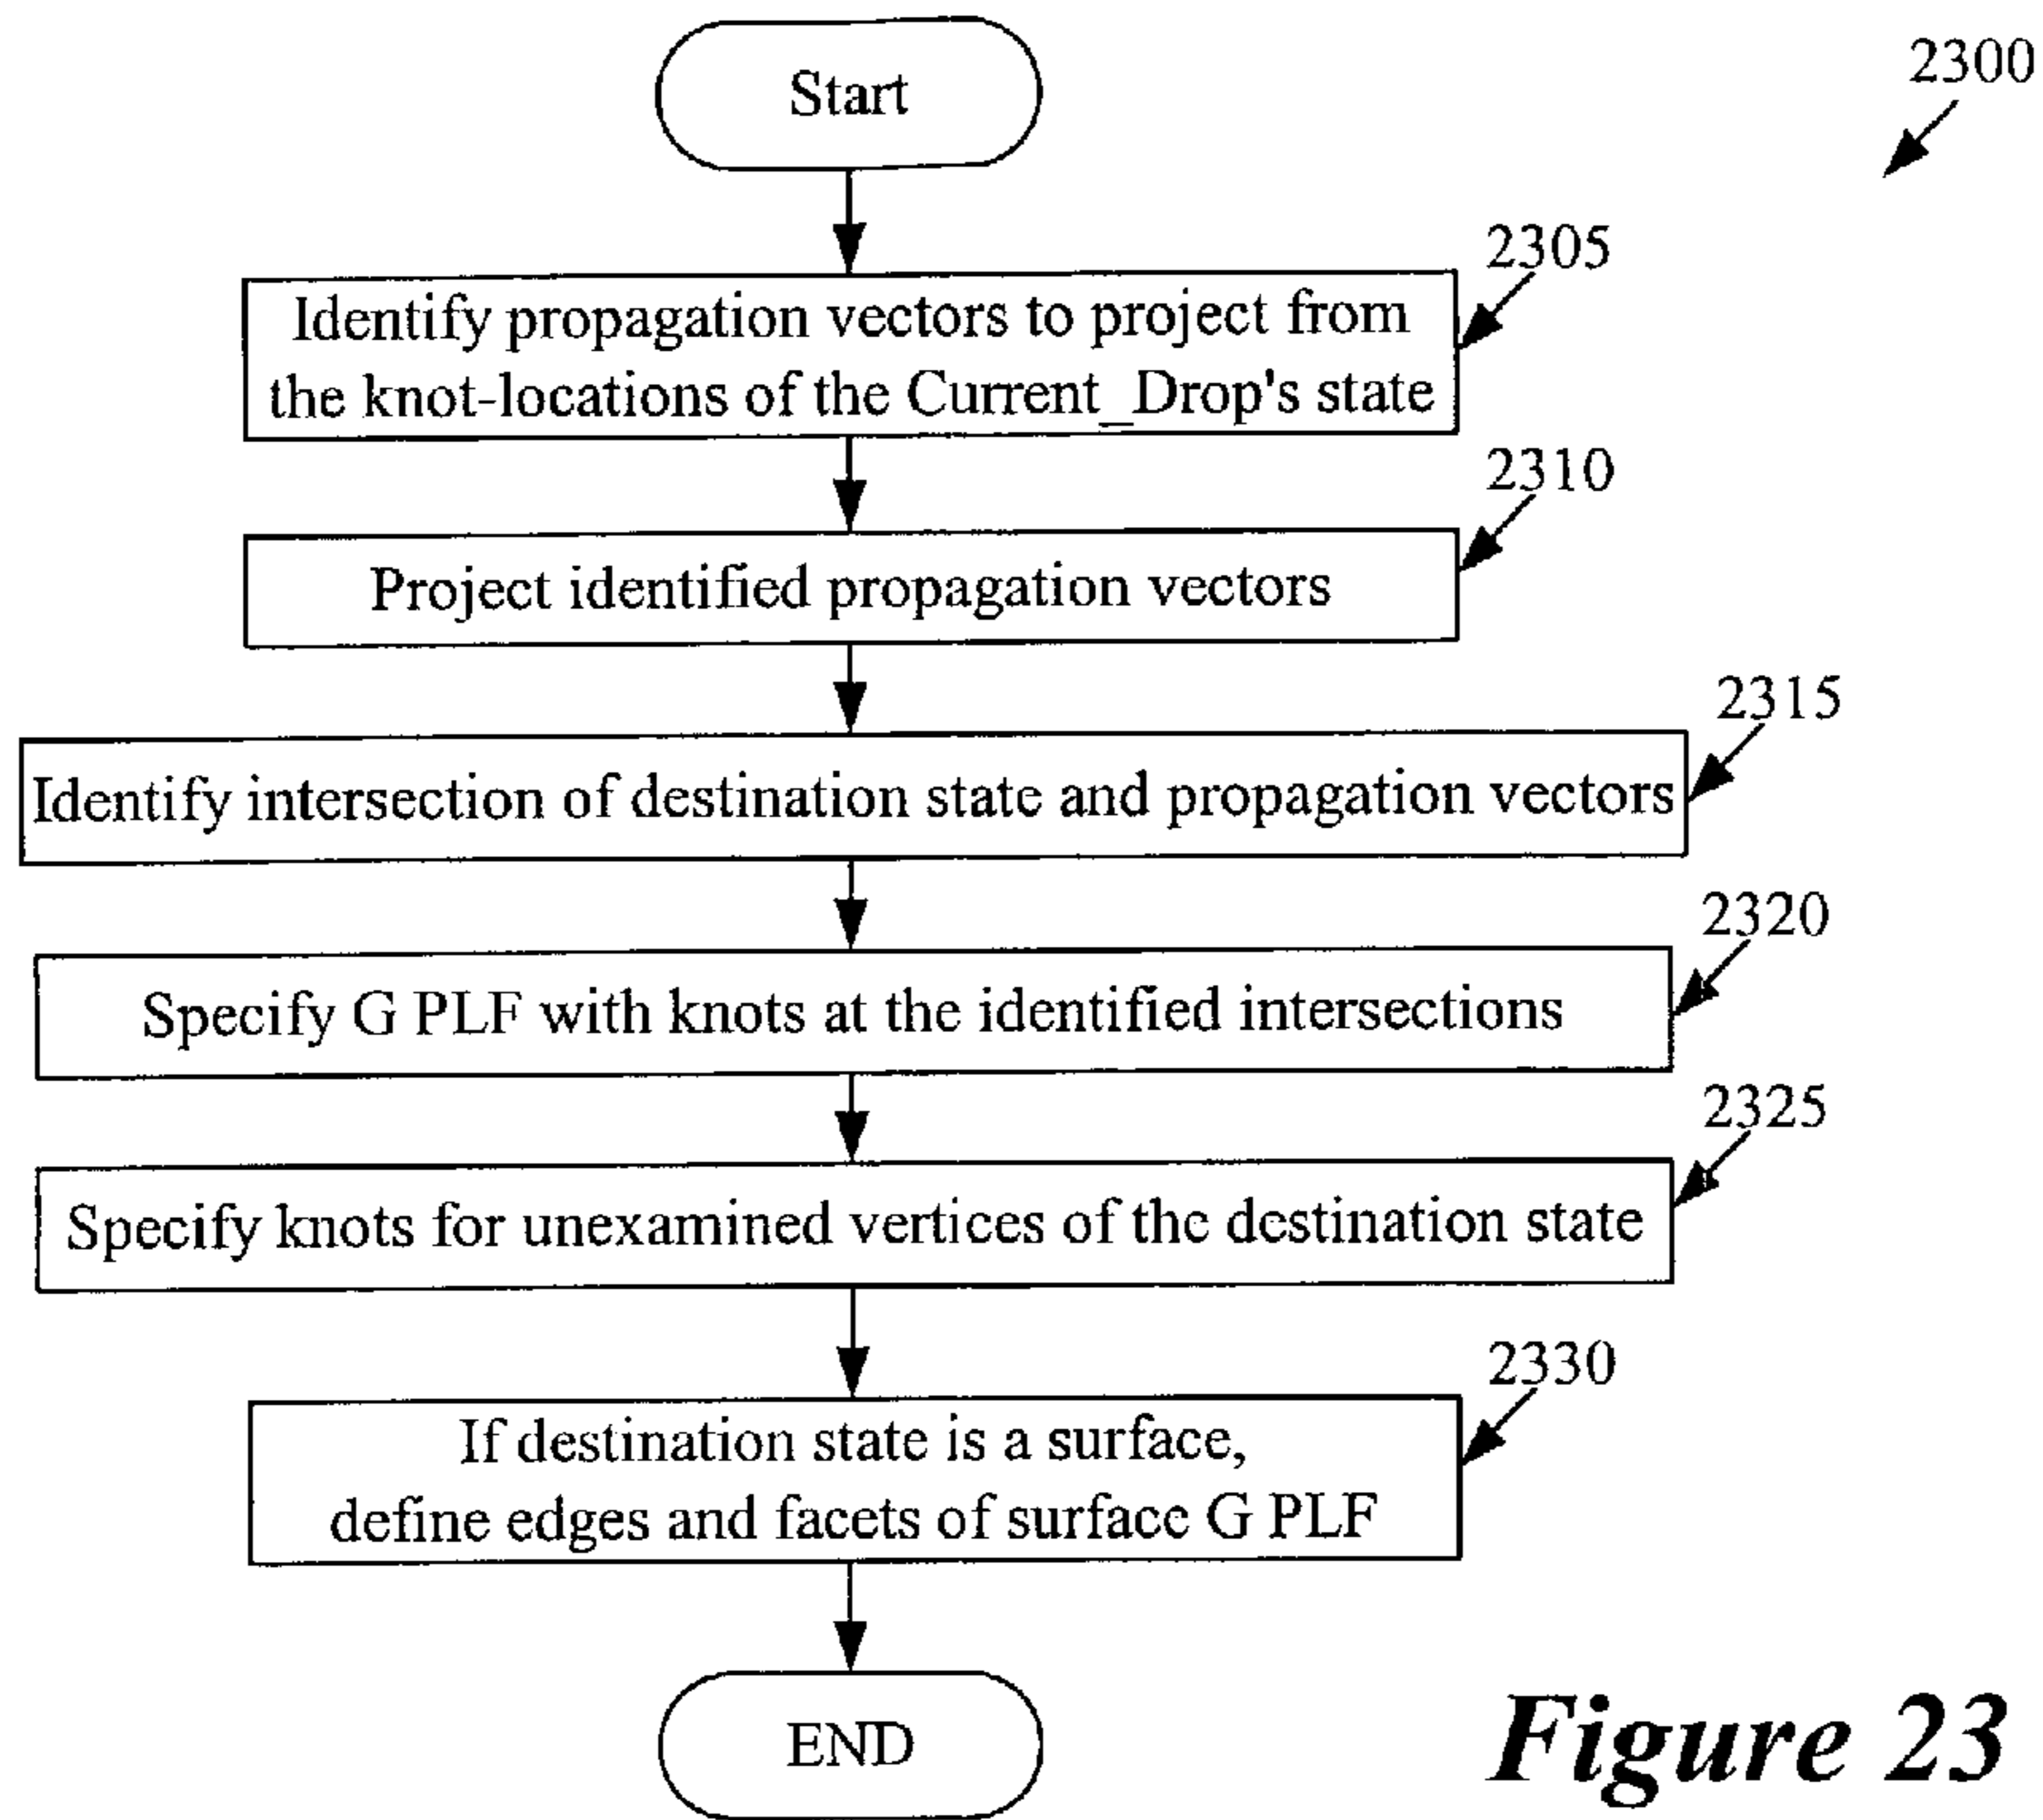 Start
2300
2305
Identify propagation vectors to project from
the knot-locations of the Current_Drop's state
2310
Project identified propagation vectors
2315
Identify intersection of destination state and propagation vectors
2320
Specify G PLF with knots at the identified intersections
2325
Specify knots for unexamined vertices of the destination state
2330
If destination state is a surface,
define edges and facets of surface G PLF
END
Figure 23